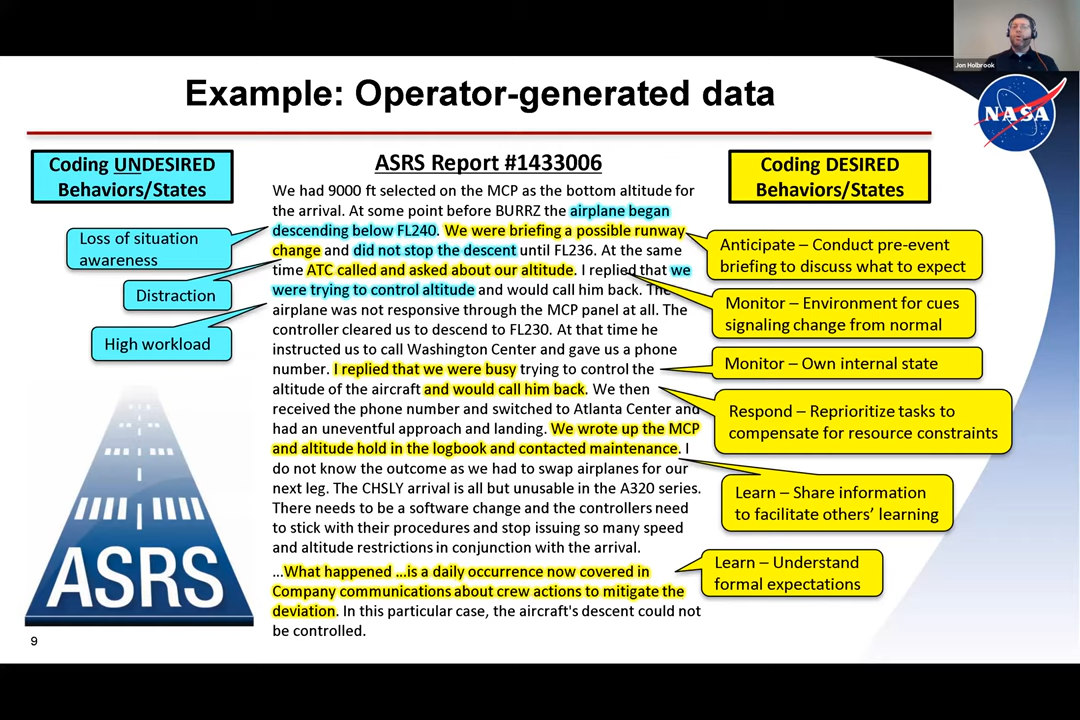 Jon Holbrook
Example: Operator-generated data
NASA
Coding UNDESIRED
Behaviors/States
Loss of situation
awareness
Distraction
High workload
ASRS
9
ASRS Report #1433006
We had 9000 ft selected on the MCP as the bottom altitude for
the arrival. At some point before BURRZ the airplane began
descending below FL240. We were briefing a possible runway
change and did not stop the descent until FL236. At the same
time ATC called and asked about our altitude. I replied that we
were trying to control altitude and would call him back. The
airplane was not responsive through the MCP panel at all. The
controller cleared us to descend to FL230. At that time he
instructed us to call Washington Center and gave us a phone
number. I replied that we were busy trying to control the
altitude of the aircraft and would call him back. We then
received the phone number and switched to Atlanta Center and
had an uneventful approach and landing. We wrote up the MCP
and altitude hold in the logbook and contacted maintenance. I
do not know the outcome as we had to swap airplanes for our
next leg. The CHSLY arrival is all but unusable in the A320 series.
There needs to be a software change and the controllers need
to stick with their procedures and stop issuing so many speed
and altitude restrictions in conjunction with the arrival.
...What happened ...is a daily occurrence now covered in
Company communications about crew actions to mitigate the
deviation. In this particular case, the aircraft's descent could not
be controlled.
Coding DESIRED
Behaviors/States
Anticipate – Conduct pre-event
briefing to discuss what to expect
Monitor – Environment for cues
signaling change from normal
Monitor – Own internal state
Respond – Reprioritize tasks to
compensate for resource constraints
Learn – Share information
to facilitate others’ learning
Learn – Understand
formal expectations